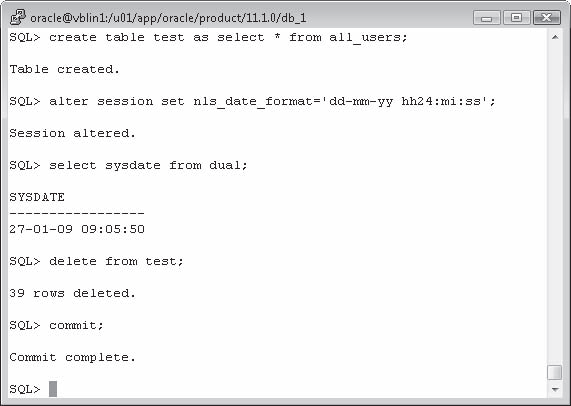 oracle@vblin1:/u01/app/oracle/product/11.1.0/db_1
SQL> create table test as select * from all_users;
Table created.
SQL> alter session set nls_date_format='dd-mm-yy hh24:mi:ss';
Session altered.
SQL> select sysdate from dual;
SYSDATE
-----------------
27-01-09 09:05:50
SQL> delete from test;
39 rows deleted.
SQL> commit;
Commit complete.
SQL>